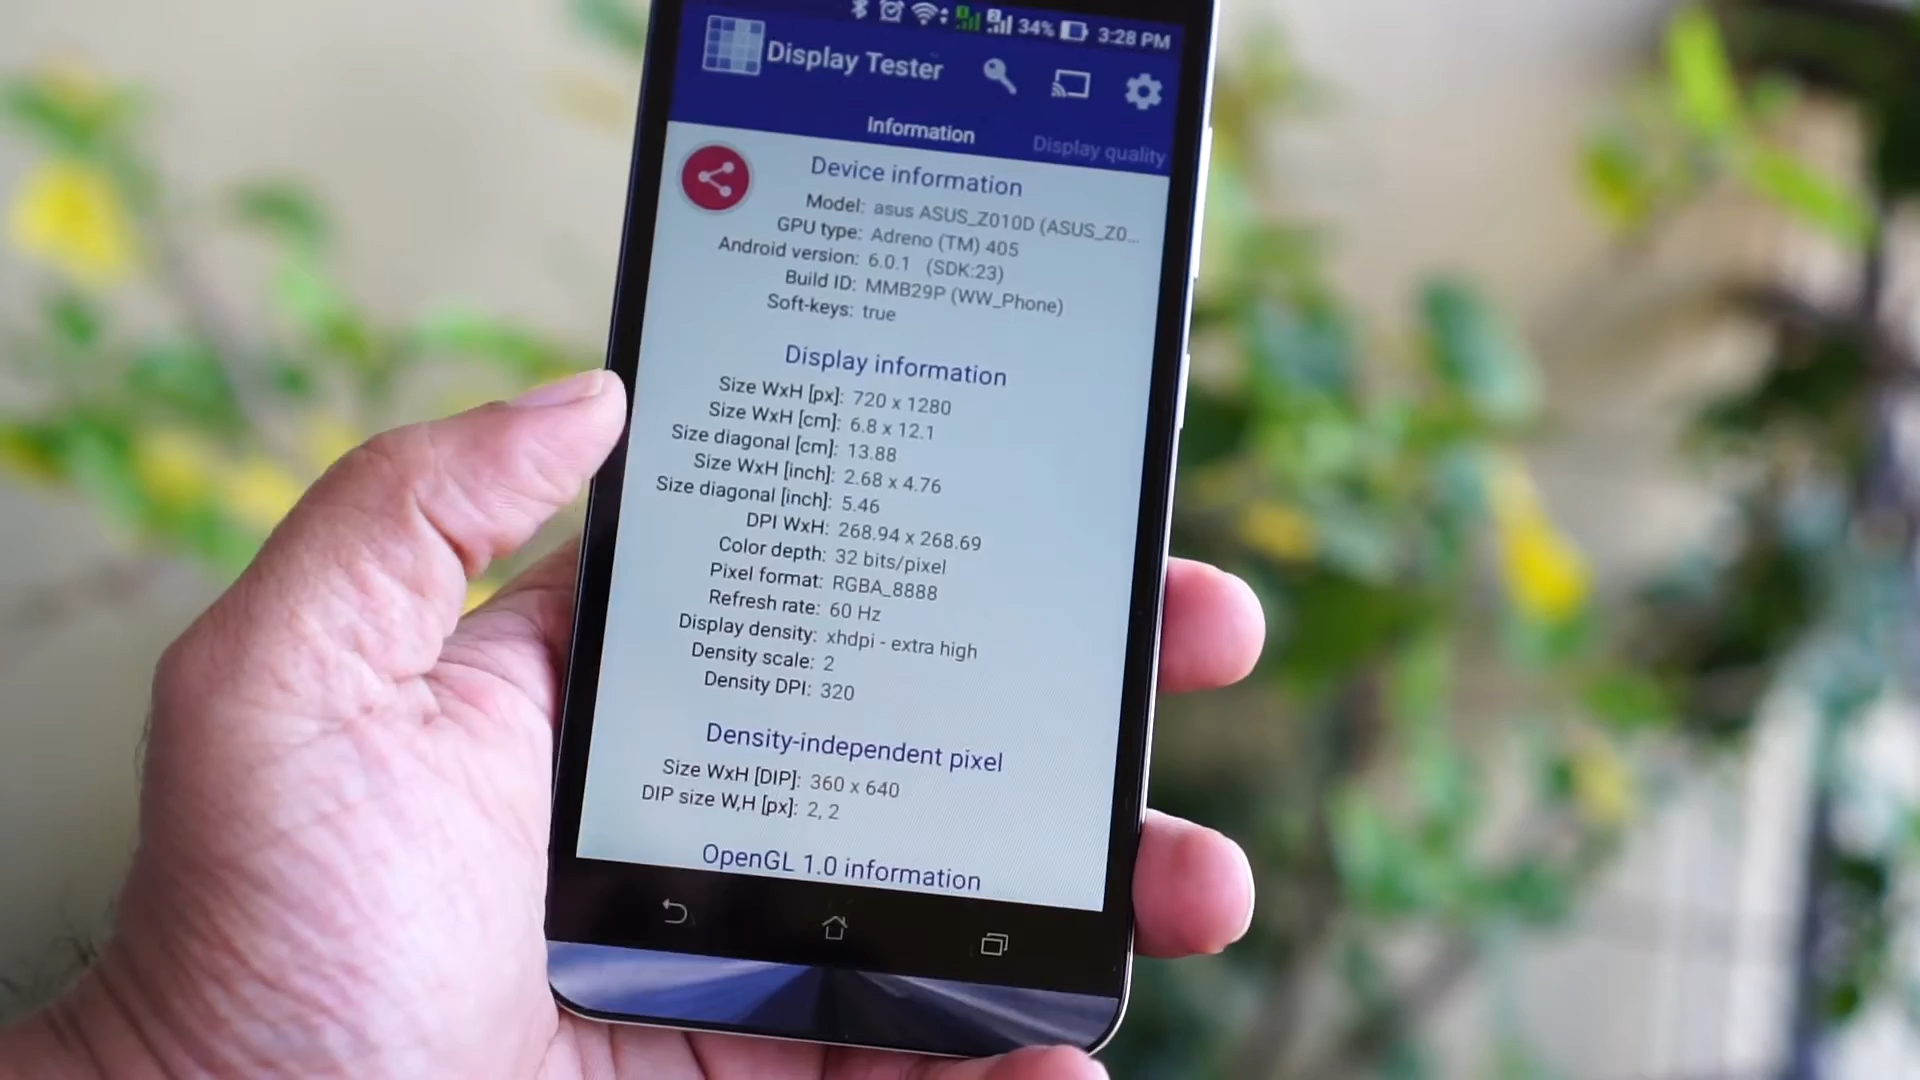 34% 3:28 PM
Display Tester
Information Display quality
Device information
Model: asus ASUS_Z010D (ASUS_Z0...
GPU type: Adreno (TM) 405
Android version: 6.0.1 (SDK:23)
Build ID: MMB29P (WW_Phone)
Soft-keys: true
Display information
Size WxH [px]: 720 x 1280
Size WxH [cm]: 6.8 x 12.1
Size diagonal [cm]: 13.88
Size WxH [inch]: 2.68 x 4.76
Size diagonal [inch]: 5.46
DPI WxH: 268.94 x 268.69
Color depth: 32 bits/pixel
Pixel format: RGBA_8888
Refresh rate: 60 Hz
Display density: xhdpi - extra high
Density scale: 2
Density DPI: 320
Density-independent pixel
Size WxH [DIP]: 360 x 640
DIP size W,H [px]: 2, 2
OpenGL 1.0 information